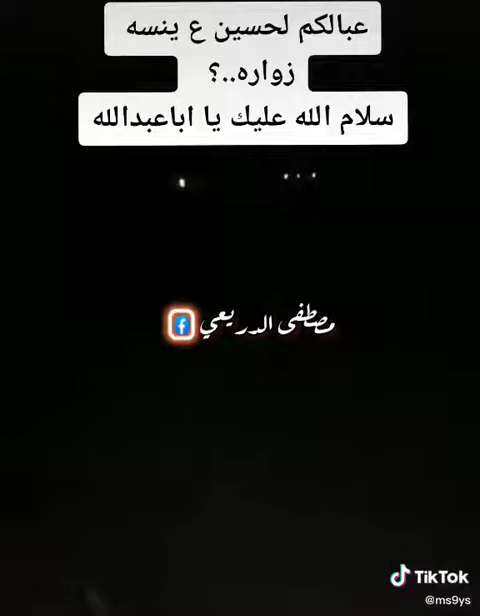 عبالكم لحسين ع ينسه
زواره..؟
سلام الله عليك يا اباعبدالله
مصطفى الدريعي
TikTok
@ms9ys